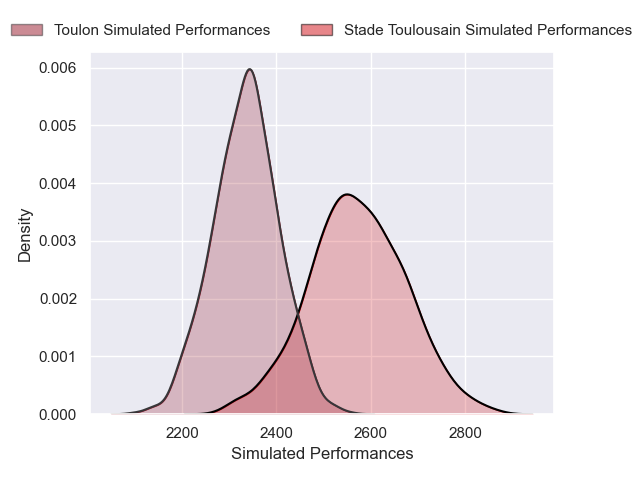 Toulon Simulated Performances
Stade Toulousain Simulated Performances
0.006
0.005
0.004
0.003
0.002
0.001
0.000
Density
2200
2400
2600
2800
Simulated Performances